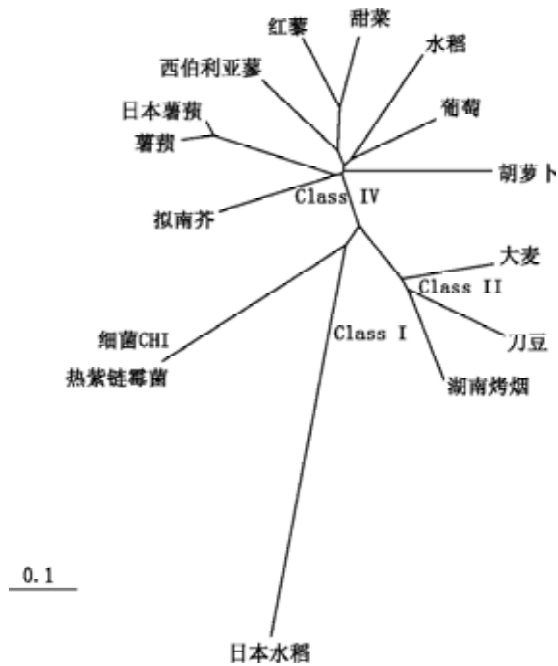 红藜
甜菜
水稻
西伯利亚蓼
日本薯蓣
葡萄
薯蓣
胡萝卜
Class IV
拟南芥
大麦
Class II
细菌CHI
Class I
刀豆
热紫链霉菌
湖南烤烟
0.1
日本水稻